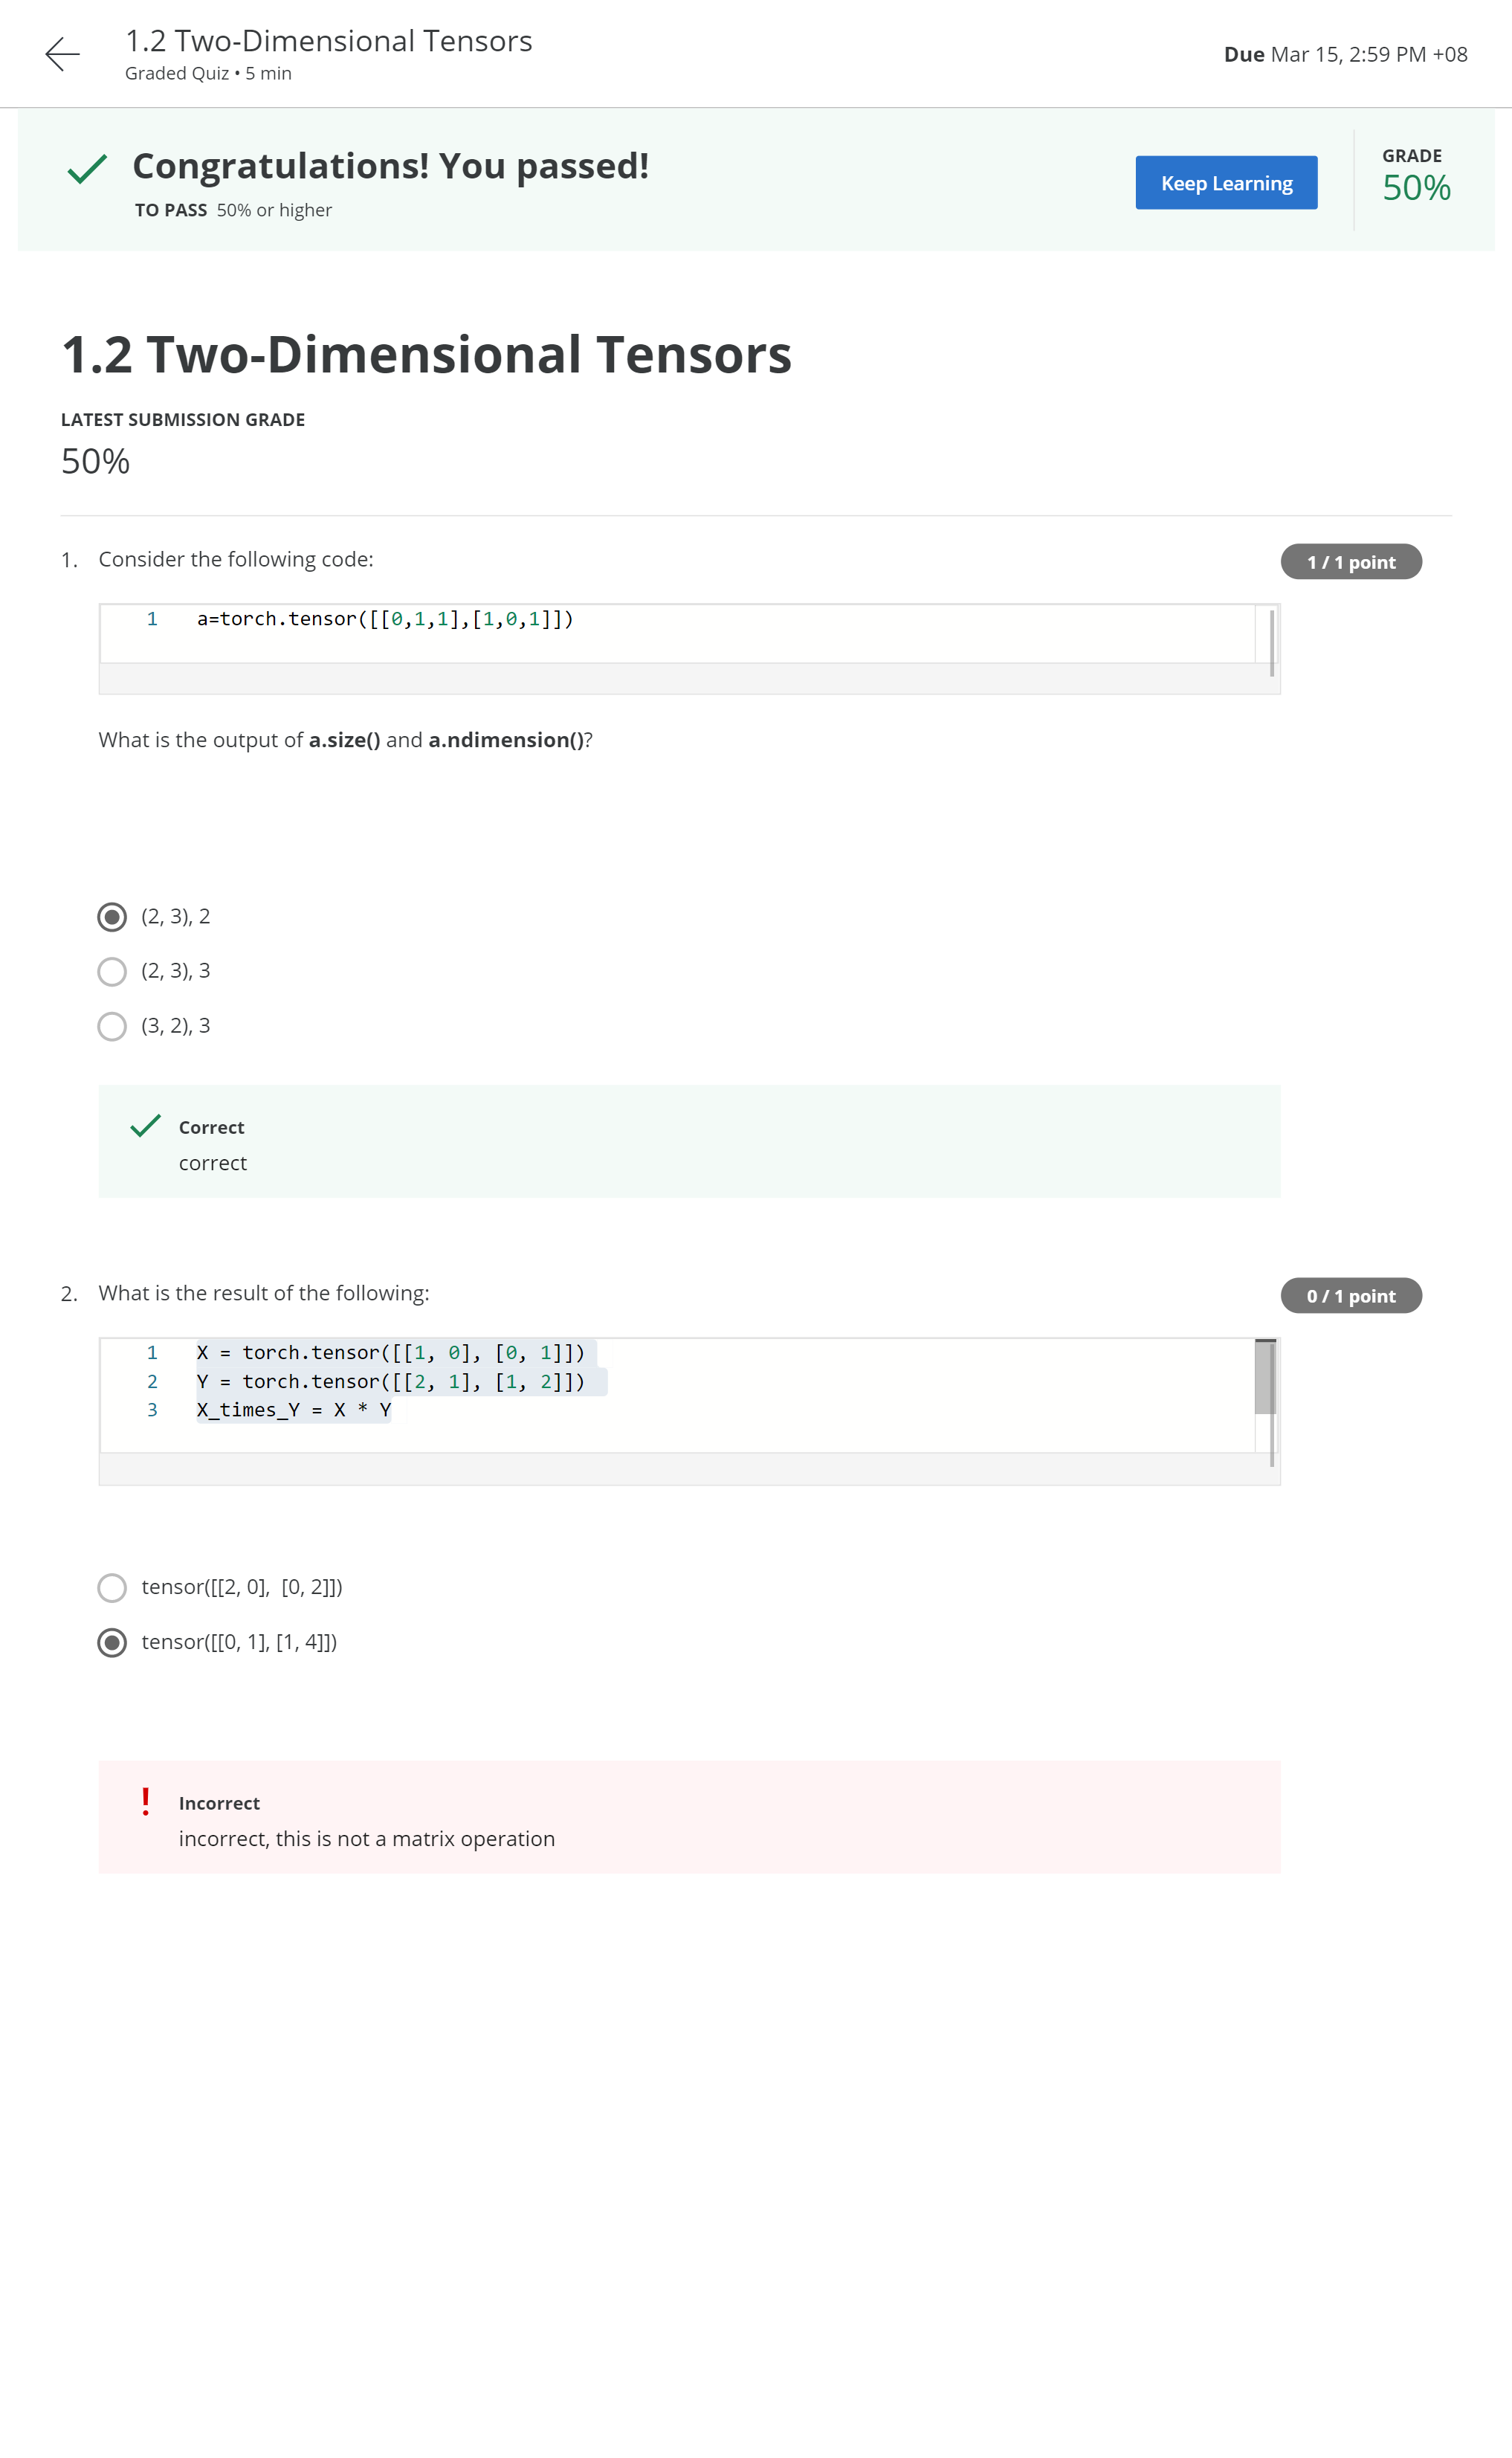 1.2 Two-Dimensional Tensors
Graded Quiz • 5 min
Due Mar 15, 2:59 PM +08
Congratulations! You passed!
TO PASS 50% or higher
Keep Learning
GRADE
50%
1.2 Two-Dimensional Tensors
LATEST SUBMISSION GRADE
50%
1. Consider the following code:
1 / 1 point
1 a=torch.tensor([[0,1,1],[1,0,1]])
What is the output of a.size() and a.ndimension()?
(2, 3), 2
(2, 3), 3
(3, 2), 3
Correct
correct
2. What is the result of the following:
0 / 1 point
1 X = torch.tensor([[1, 0], [0, 1]])
2 Y = torch.tensor([[2, 1], [1, 2]])
3 X_times_Y = X * Y
tensor([[2, 0],  [0, 2]])
tensor([[0, 1], [1, 4]])
! Incorrect
incorrect, this is not a matrix operation